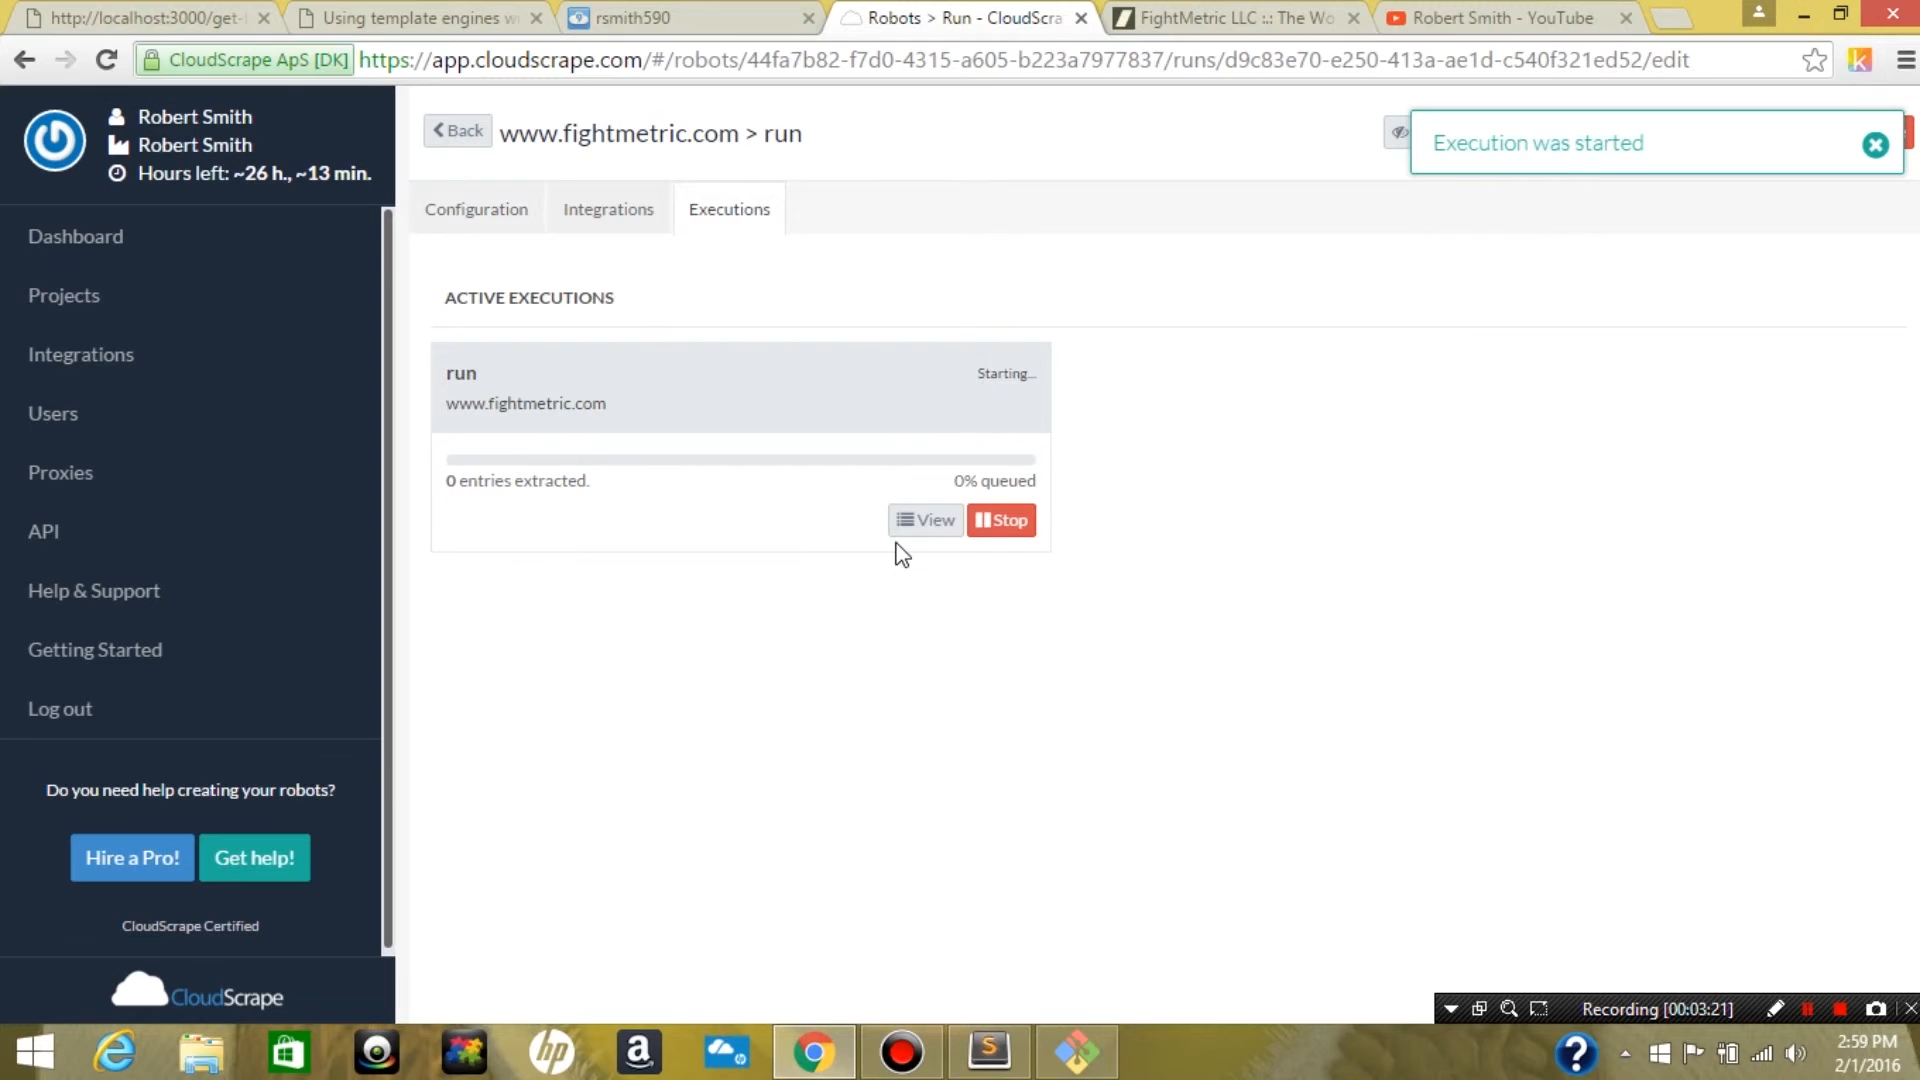 http://localhost:3000/get-
Using template engines w
rsmith590
Robots > Run - CloudScra
FightMetric LLC ::: The Wo
Robert Smith - YouTube
CloudScrape ApS [DK]
https://app.cloudscrape.com/#/robots/44fa7b82-f7d0-4315-a605-b223a7977837/runs/d9c83e70-e250-413a-ae1d-c540f321ed52/edit
Robert Smith
Robert Smith
Hours left: ~26 h., ~13 min.
Back
www.fightmetric.com > run
Execution was started
Configuration
Integrations
Executions
Dashboard
Projects
Integrations
Users
Proxies
API
Help & Support
Getting Started
Log out
Do you need help creating your robots?
Hire a Pro!
Get help!
CloudScrape Certified
CloudScrape
ACTIVE EXECUTIONS
run
Starting...
www.fightmetric.com
0 entries extracted.
0% queued
View
Stop
Recording [00:03:21]
hp
a
S
?
2:59 PM
2/1/2016